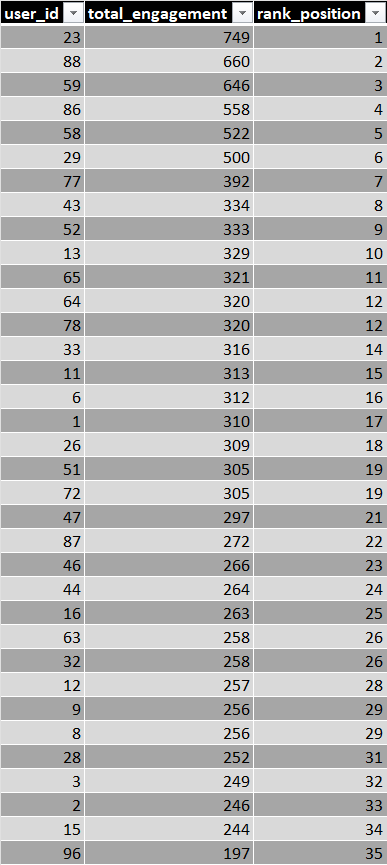 user_id total_engagement rank_position
23 749 1
88 660 2
59 646 3
86 558 4
58 522 5
29 500 6
77 392 7
43 334 8
52 333 9
13 329 10
65 321 11
64 320 12
78 320 12
33 316 14
11 313 15
6 312 16
1 310 17
26 309 18
51 305 19
72 305 19
47 297 21
87 272 22
46 266 23
44 264 24
16 263 25
63 258 26
32 258 26
12 257 28
9 256 29
8 256 29
28 252 31
3 249 32
2 246 33
15 244 34
96 197 35